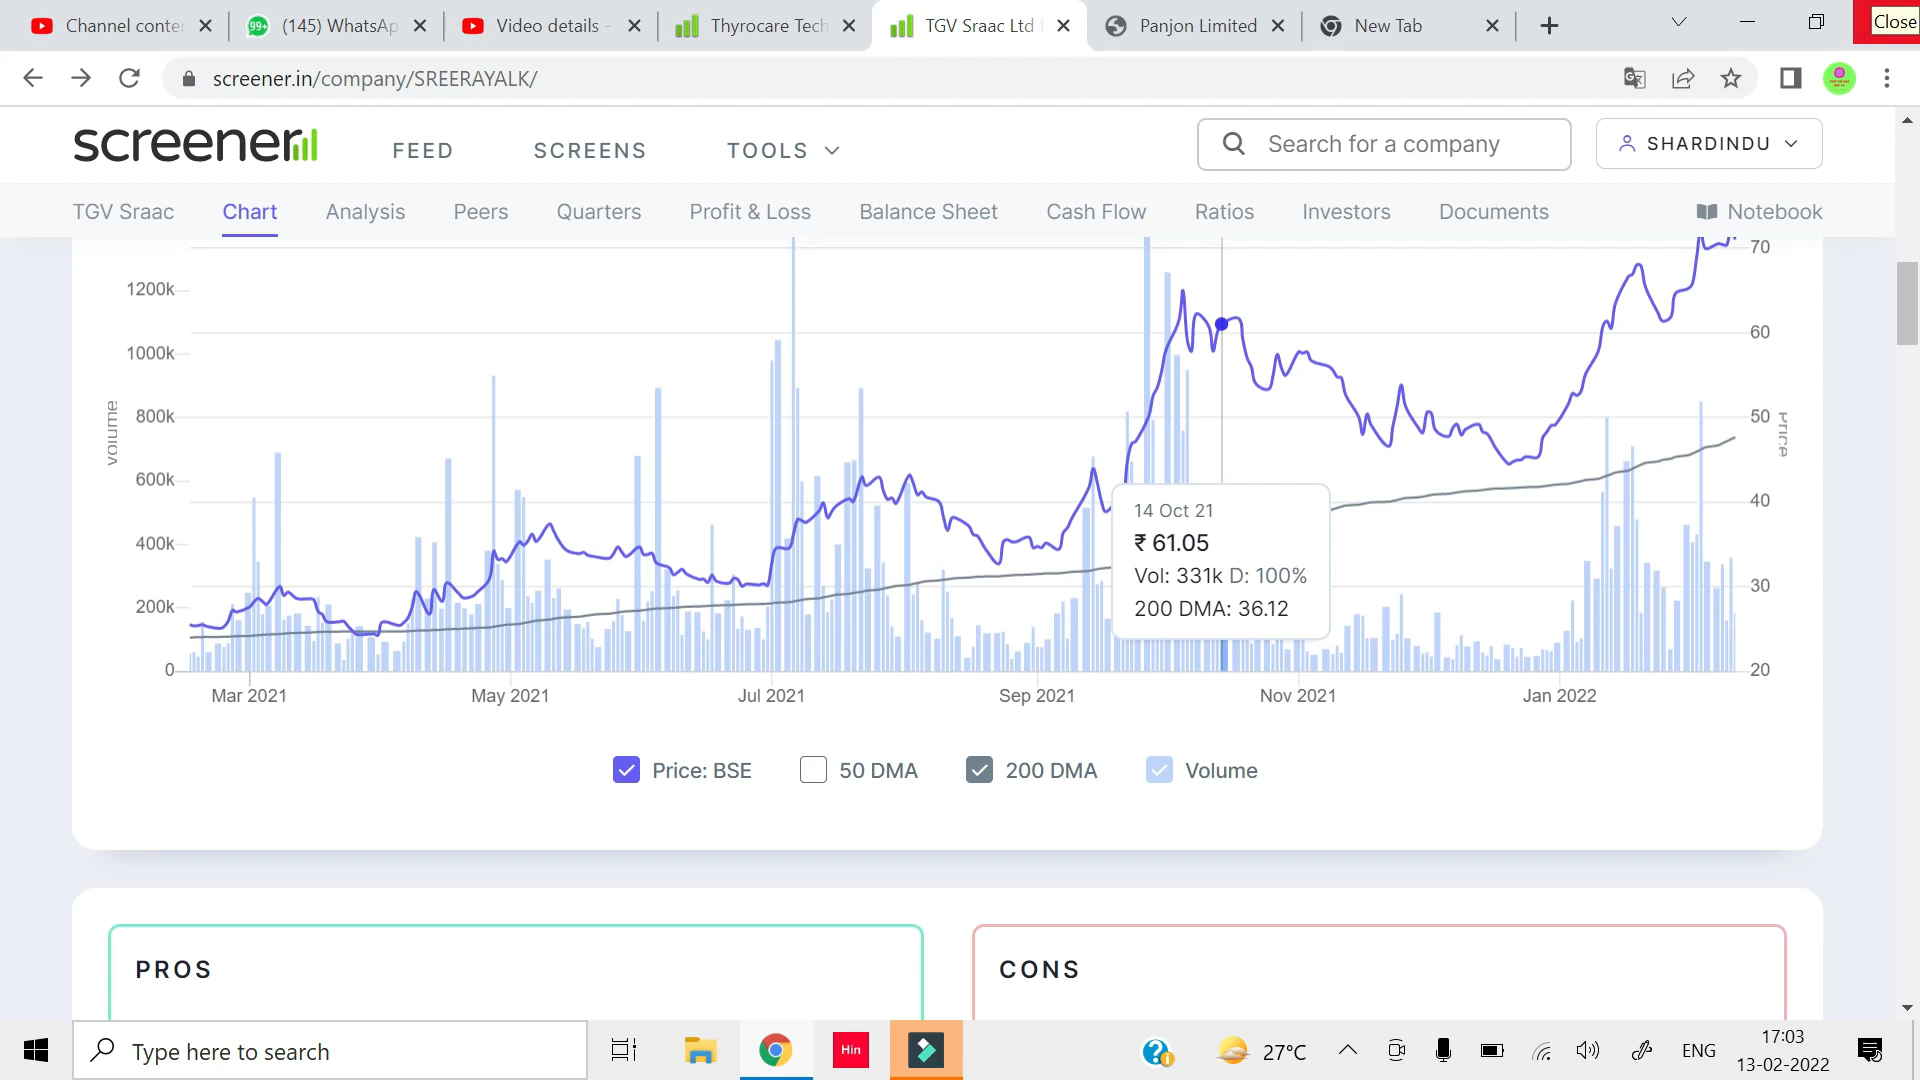 Channel conte
(145) WhatsAp
Video details -
Thyrocare Tech
TGV Sraac Ltd
Panjon Limited
New Tab
Close
screener.in/company/SREERAYALK/
screener
FEED
SCREENS
TOOLS
Search for a company
SHARDINDU
TGV Sraac
Chart
Analysis
Peers
Quarters
Profit & Loss
Balance Sheet
Cash Flow
Ratios
Investors
Documents
Notebook
1200k
1000k
800k
600k
400k
200k
0
volume
70
60
50
40
30
20
Price
14 Oct 21
₹ 61.05
Vol: 331k D: 100%
200 DMA: 36.12
Mar 2021
May 2021
Jul 2021
Sep 2021
Nov 2021
Jan 2022
Price: BSE
50 DMA
200 DMA
Volume
PROS
CONS
Type here to search
Hin
27°C
ENG
17:03
13-02-2022